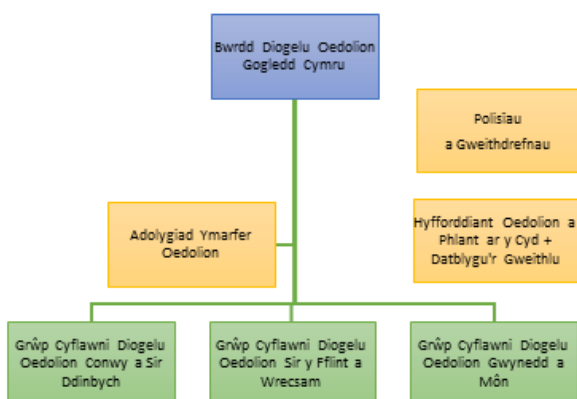 Bwrdd Diogelu Oedolion
Gogledd Cymru
Polisïau
a Gweithdrefnau
Adolygiad Ymarfer
Oedolion
Hyfforddiant Oedolion a
Phlant ar y Cyd +
Datblygu'r Gweithlu
Grŵp Cyflawni Diogelu
Oedolion Conwy a Sir
Ddinbych
Grŵp Cyflawni Diogelu
Oedolion Sir y Fflint a
Wrecsam
Grŵp Cyflawni Diogelu
Oedolion Gwynedd a
Môn